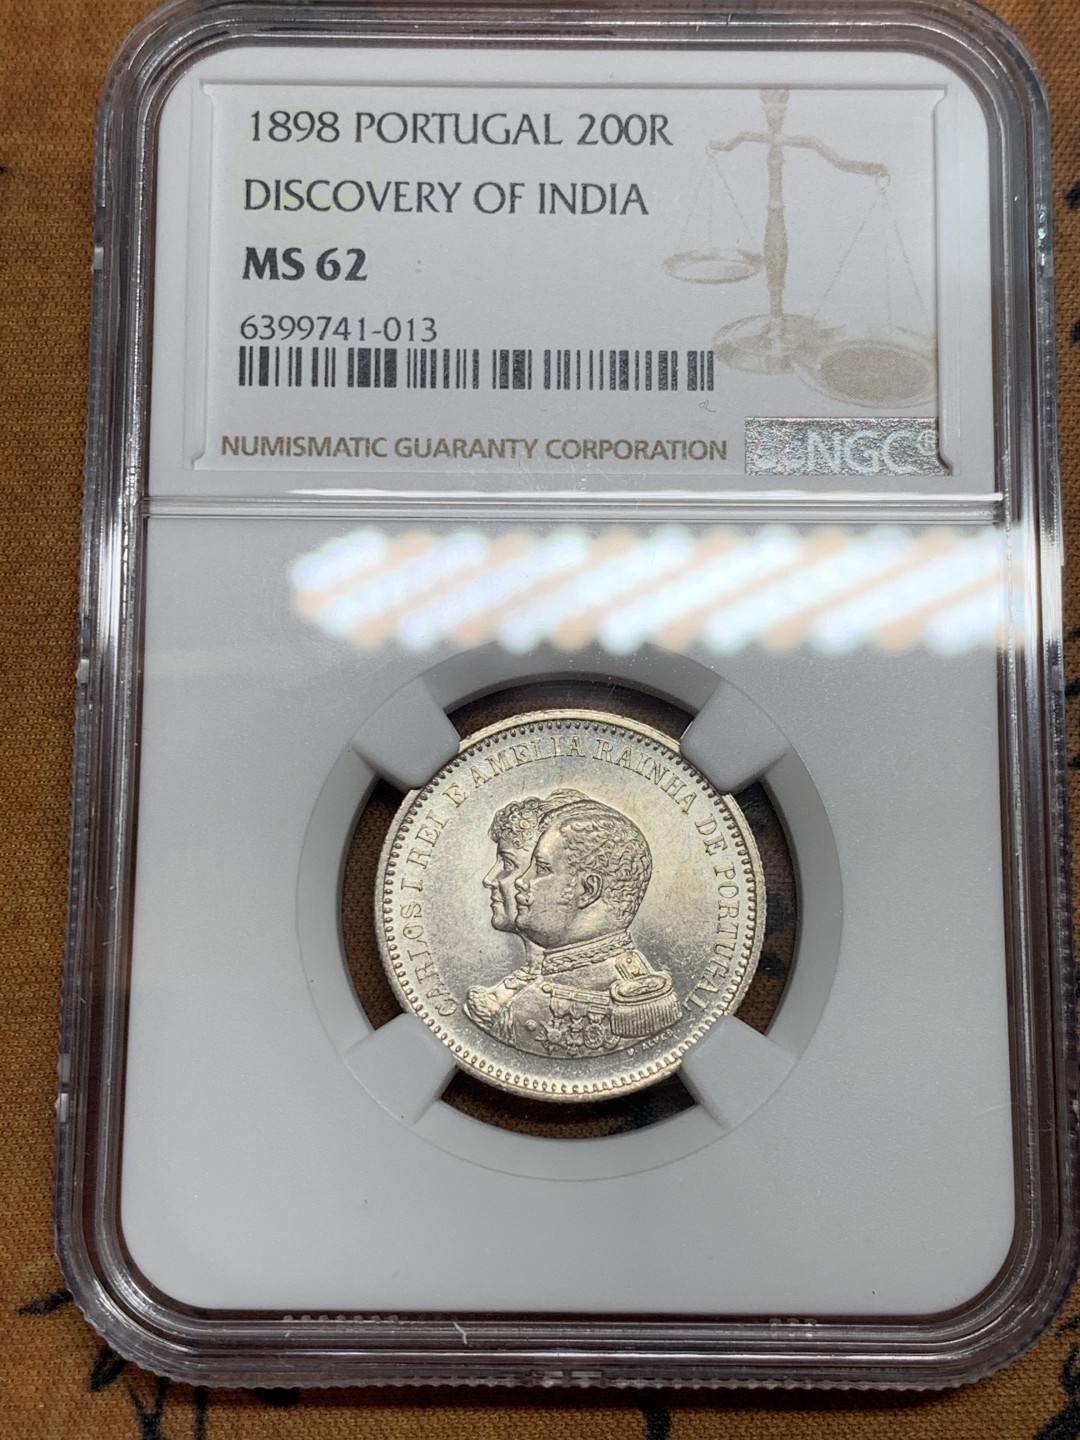 1898 PORTUGAL 200R
DISCOVERY OF INDIA
MS 62
6399741-013
NUMISMATIC GUARANTY CORPORATION
NGC
CARLOS I REI E AMELIA RAINHA DE PORTUGAL